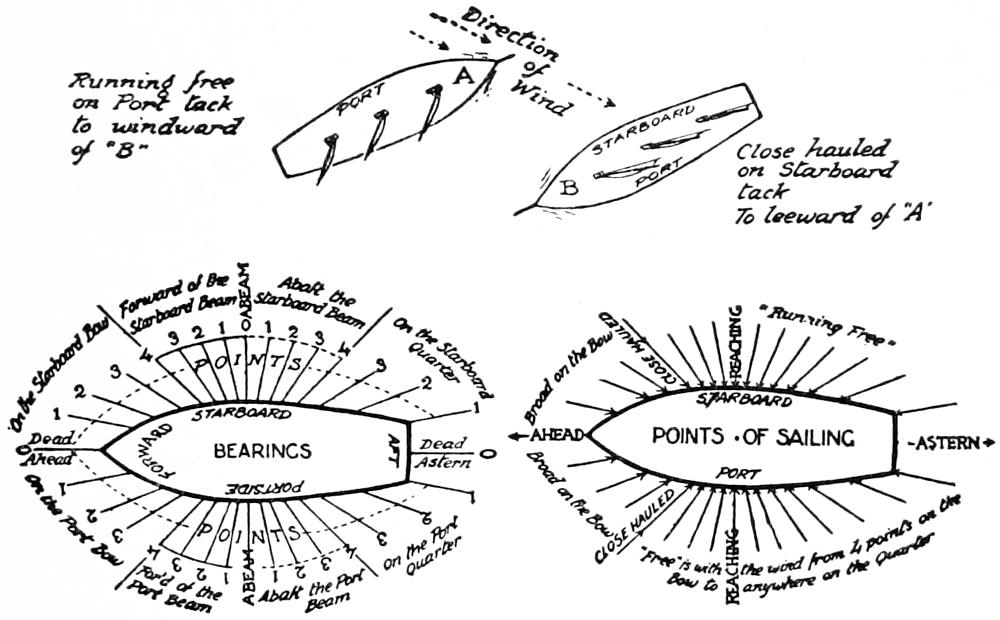 Direction
of
Wind
Running free
on Port tack
to windward
of "B"
A
PORT
STARBOARD
PORT
B
Close hauled
on Starboard
tack
To leeward of "A"
On the Starboard Bow
Forward of the
Starboard Beam
ABEAM
Abaft the
Starboard Beam
On the Starboard
Quarter
0
1 2 3 4 3 2 1
1 2 3 4 3 2 1
POINTS
STARBOARD
FORWARD
BEARINGS
AFT
PORTSIDE
0
Dead
Ahead
Dead
Astern
0
POINTS
1 2 3 4 3 2 1
1 2 3 4 3 2 1
On the Port Bow
For'd of the
Port Beam
ABEAM
Abaft the Port
Beam
on the Port
Quarter
Broad on the Bow
CLOSE HAULED
REACHING
"Running Free"
STARBOARD
AHEAD
POINTS · OF SAILING
ASTERN
PORT
Broad on the Bow
CLOSE HAULED
REACHING
"Free" is with the wind from 4 points on the
Bow to anywhere on the Quarter